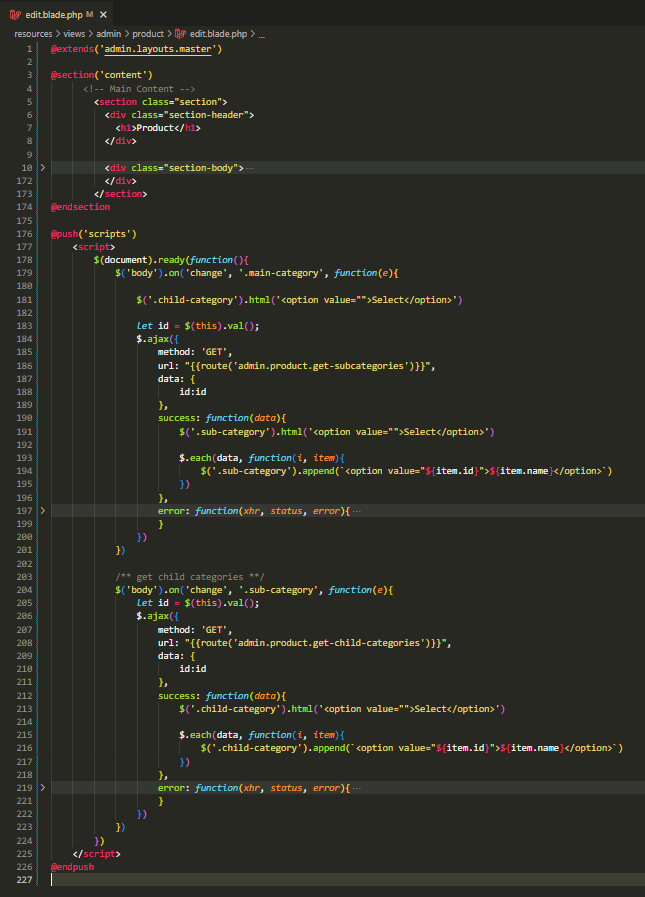 edit.blade.php M ×
resources > views > admin > product > edit.blade.php > ...
1 @extends('admin.layouts.master')
2
3 @section('content')
4 <!-- Main Content -->
5 <section class="section">
6 <div class="section-header">
7 <h1>Product</h1>
8 </div>
9
10 > <div class="section-body">…
172 </div>
173 </section>
174 @endsection
175
176 @push('scripts')
177 <script>
178 $(document).ready(function(){
179 $('body').on('change', '.main-category', function(e){
180
181 $('.child-category').html('<option value="">Select</option>')
182
183 let id = $(this).val();
184 $.ajax({
185 method: 'GET',
186 url: "{{route('admin.product.get-subcategories')}}",
187 data: {
188 id:id
189 },
190 success: function(data){
191 $('.sub-category').html('<option value="">Select</option>')
192
193 $.each(data, function(i, item){
194 $('.sub-category').append(`<option value="${item.id}">${item.name}</option>`)
195 })
196 },
197 > error: function(xhr, status, error){…
199 }
200 })
201 })
202
203 /** get child categories **/
204 $('body').on('change', '.sub-category', function(e){
205 let id = $(this).val();
206 $.ajax({
207 method: 'GET',
208 url: "{{route('admin.product.get-child-categories')}}",
209 data: {
210 id:id
211 },
212 success: function(data){
213 $('.child-category').html('<option value="">Select</option>')
214
215 $.each(data, function(i, item){
216 $('.child-category').append(`<option value="${item.id}">${item.name}</option>`)
217 })
218 },
219 > error: function(xhr, status, error){…
221 }
222 })
223 })
224 })
225 </script>
226 @endpush
227